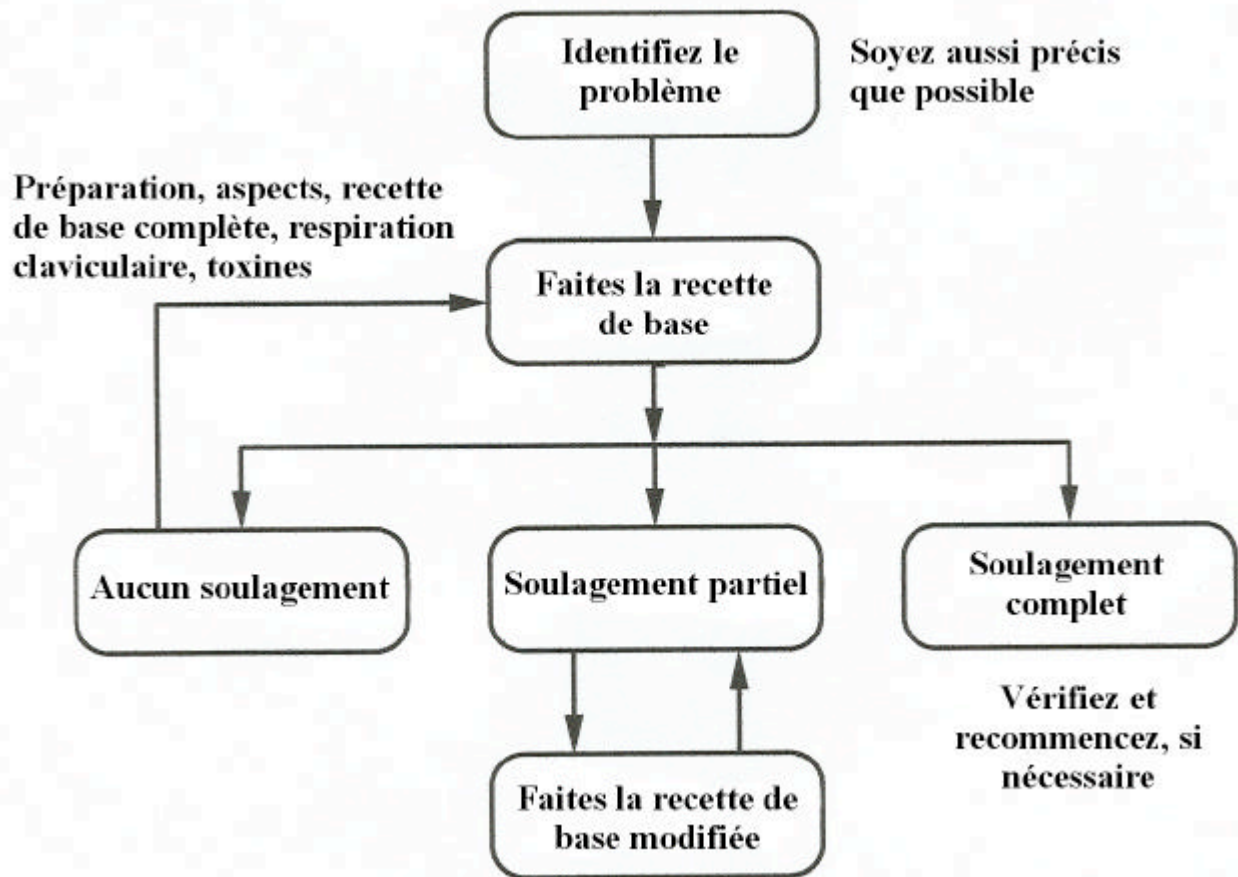 Identifiez le
problème
Soyez aussi précis
que possible
Préparation, aspects, recette
de base complète, respiration
claviculaire, toxines
Faites la recette
de base
Aucun soulagement
Soulagement partiel
Soulagement
complet
Vérifiez et
recommencez, si
nécessaire
Faites la recette de
base modifiée